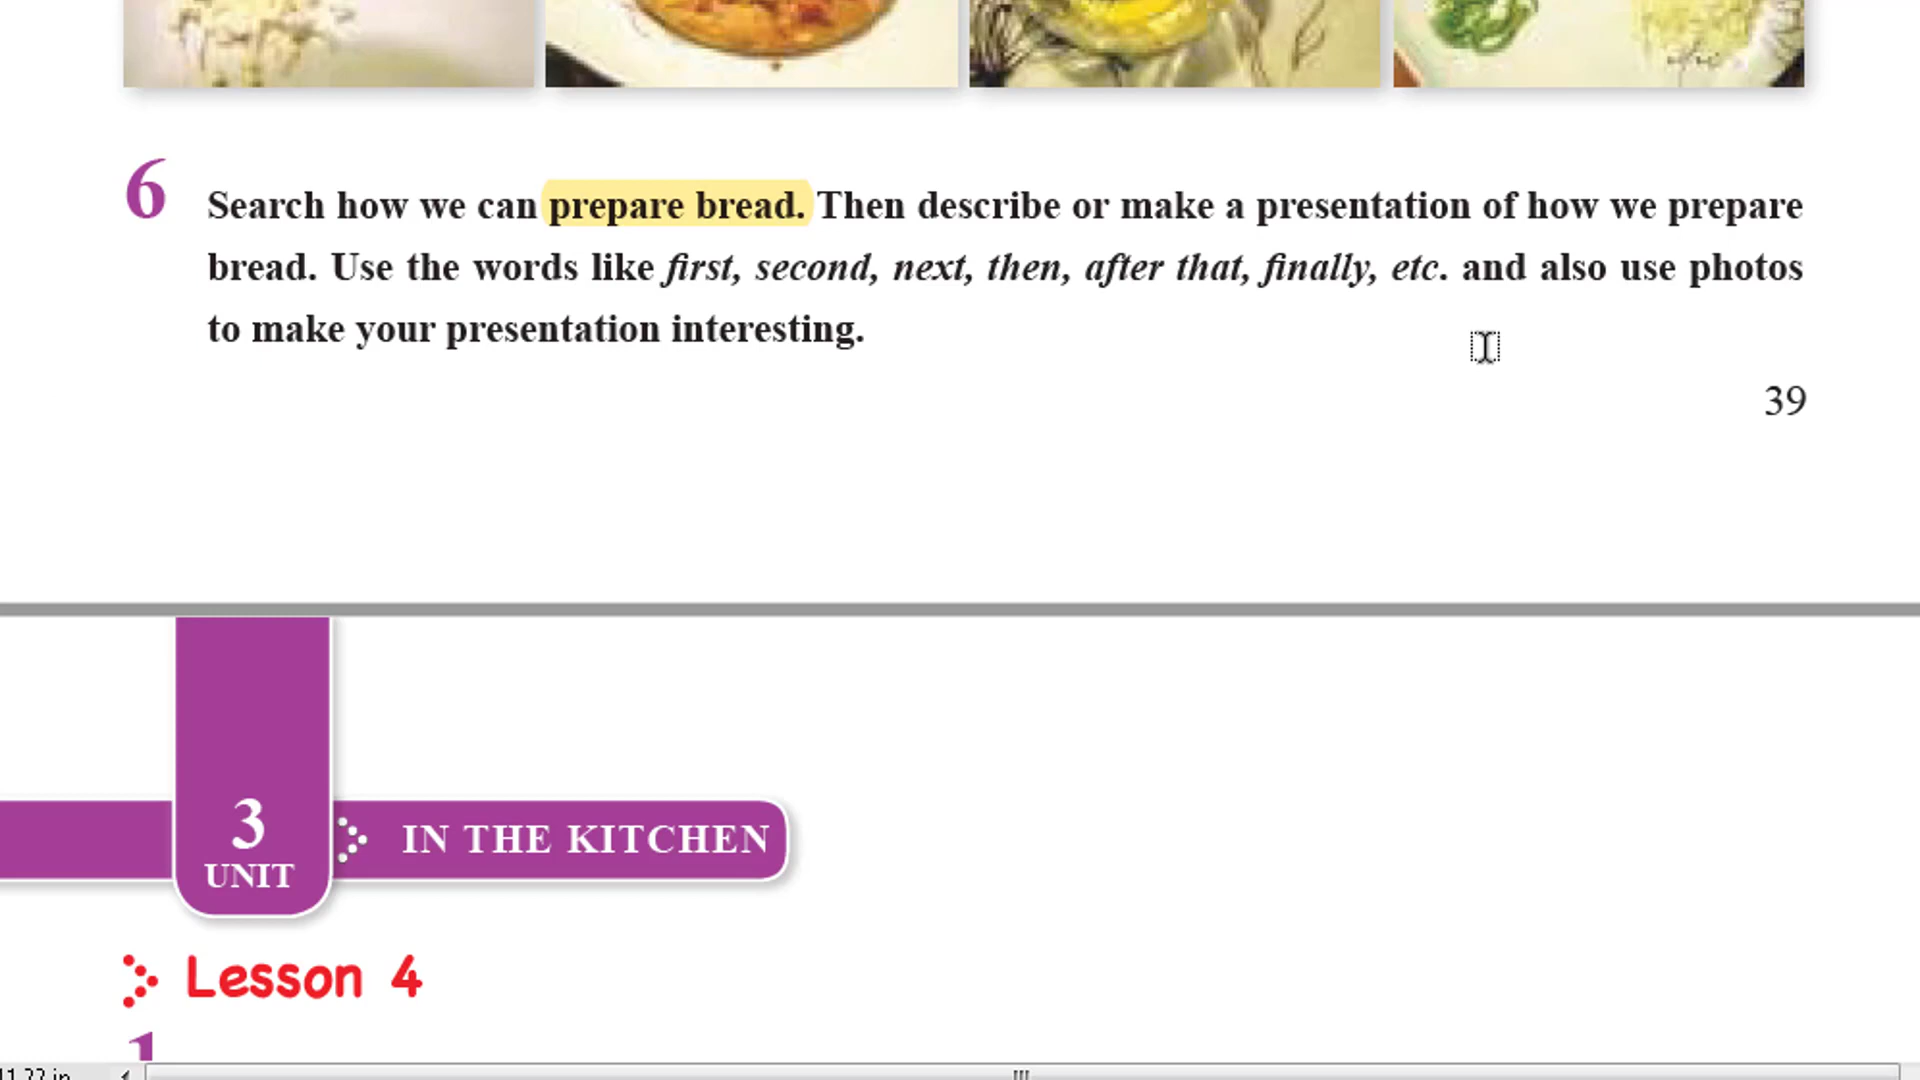 6
Search how we can prepare bread. Then describe or make a presentation of how we prepare
bread. Use the words like first, second, next, then, after that, finally, etc. and also use photos
to make your presentation interesting.
39
3
UNIT
IN THE KITCHEN
Lesson 4
1